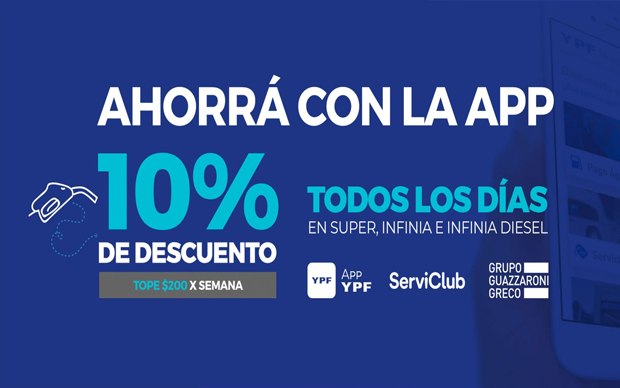 AHORRÁ CON LA APP
10%
DE DESCUENTO
TOPE $200 X SEMANA
TODOS LOS DÍAS
EN SUPER, INFINIA E INFINIA DIESEL
YPF
App
YPF
ServiClub
GRUPO
GUAZZARONI
GRECO
YPF